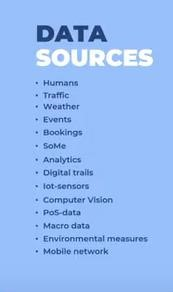 DATA
SOURCES
• Humans
• Traffic
• Weather
• Events
• Bookings
• SoMe
• Analytics
• Digital trails
• Iot-sensors
• Computer Vision
• PoS-data
• Macro data
• Environmental measures
• Mobile network